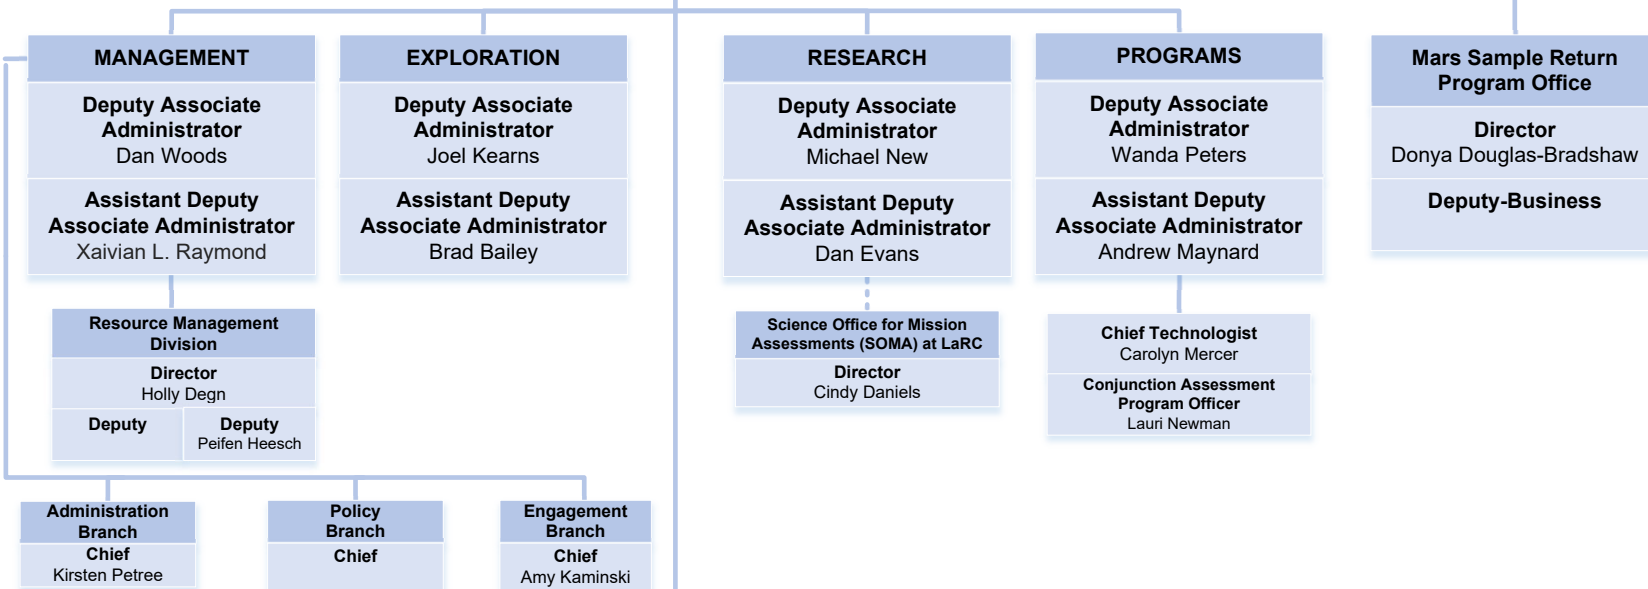 MANAGEMENT
Deputy Associate
Administrator
Dan Woods
Assistant Deputy
Associate Administrator
Xaivian L. Raymond
EXPLORATION
Deputy Associate
Administrator
Joel Kearns
Assistant Deputy
Associate Administrator
Brad Bailey
RESEARCH
Deputy Associate
Administrator
Michael New
Assistant Deputy
Associate Administrator
Dan Evans
PROGRAMS
Deputy Associate
Administrator
Wanda Peters
Assistant Deputy
Associate Administrator
Andrew Maynard
Mars Sample Return
Program Office
Director
Donya Douglas-Bradshaw
Deputy-Business
Resource Management
Division
Director
Holly Degn
Deputy
Deputy
Peifen Heesch
Science Office for Mission
Assessments (SOMA) at LaRC
Director
Cindy Daniels
Chief Technologist
Carolyn Mercer
Conjunction Assessment
Program Officer
Lauri Newman
Administration
Branch
Chief
Kirsten Petree
Policy
Branch
Chief
Engagement
Branch
Chief
Amy Kaminski